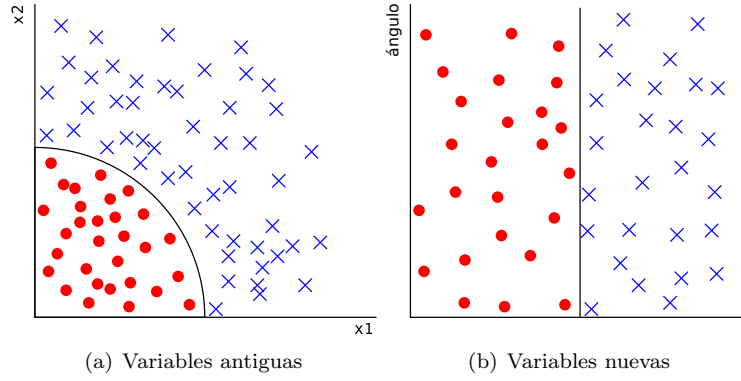 x2
x1
(a) Variables antiguas
ángulo
(b) Variables nuevas